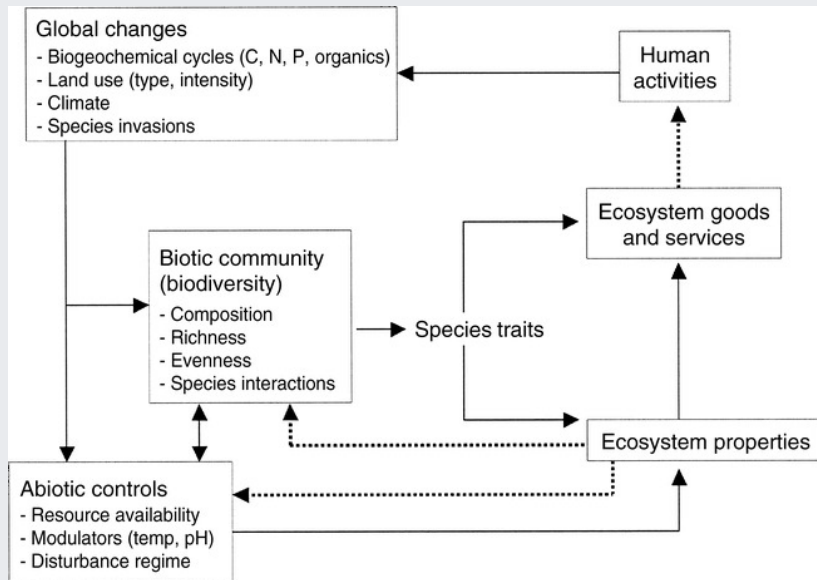 Global changes
- Biogeochemical cycles (C, N, P, organics)
- Land use (type, intensity)
- Climate
- Species invasions
Human
activities
Ecosystem goods
and services
Biotic community
(biodiversity)
- Composition
- Richness
- Evenness
- Species interactions
Species traits
Ecosystem properties
Abiotic controls
- Resource availability
- Modulators (temp, pH)
- Disturbance regime